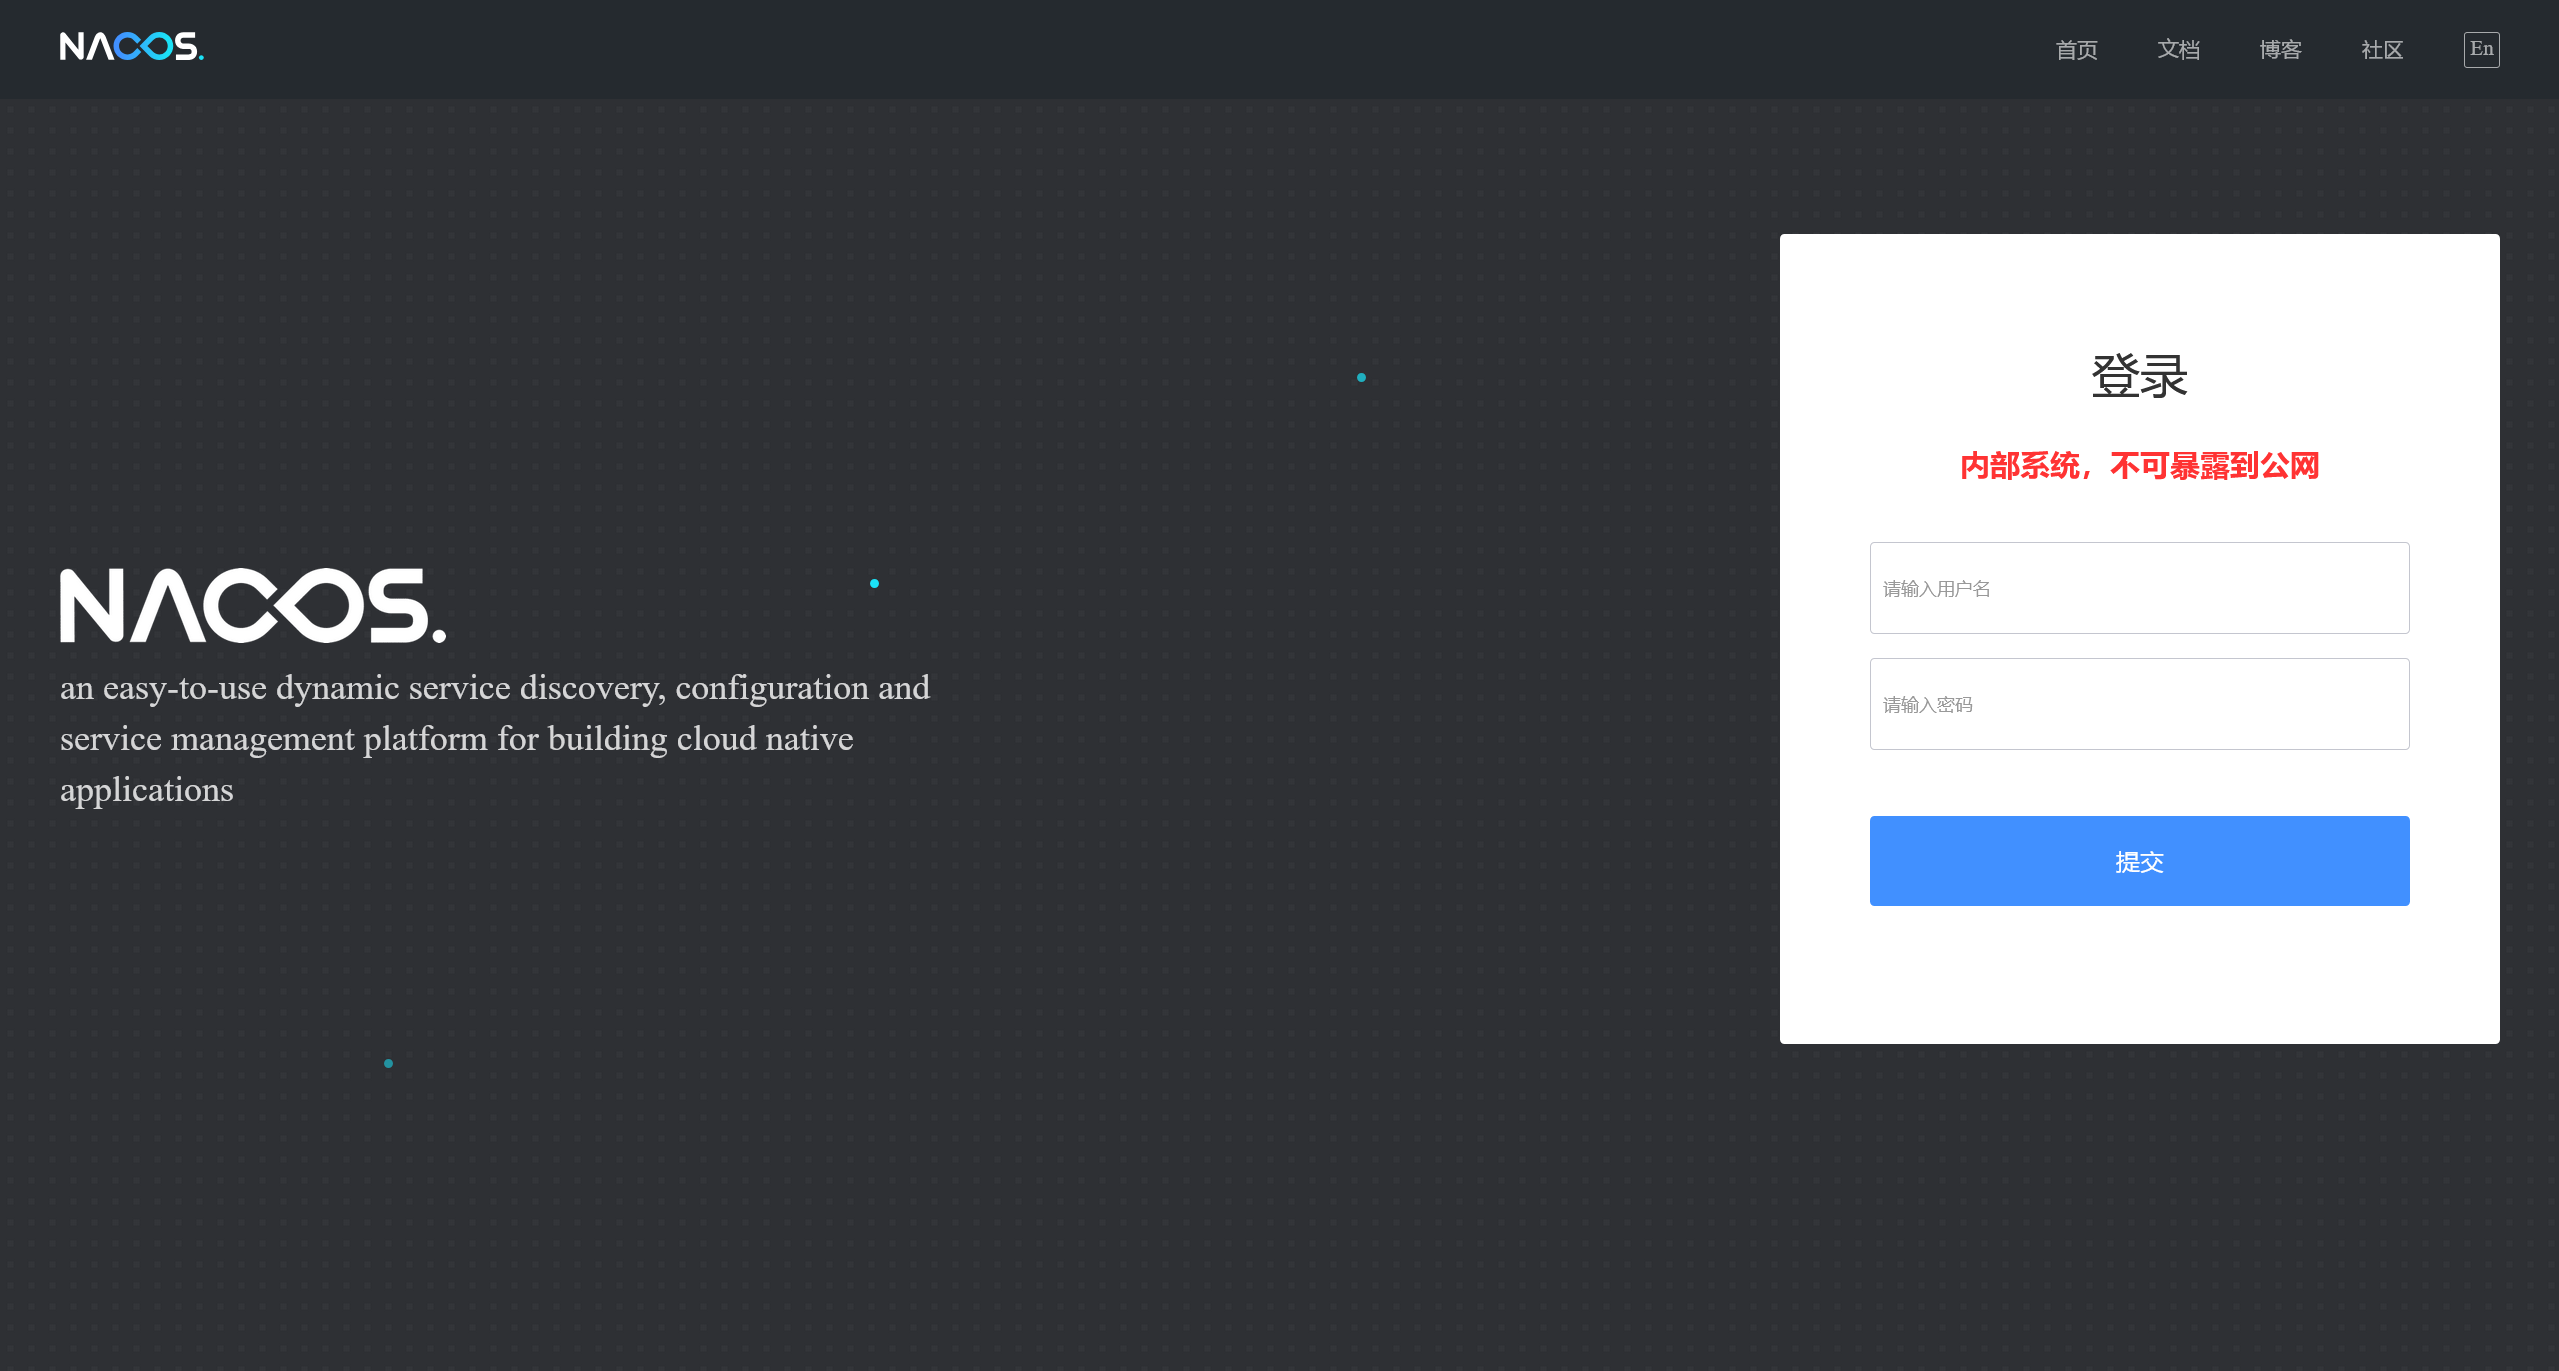 NACOS.
首页
文档
博客
社区
En
NACOS.
an easy-to-use dynamic service discovery, configuration and
service management platform for building cloud native
applications
登录
内部系统，不可暴露到公网
请输入用户名
请输入密码
提交